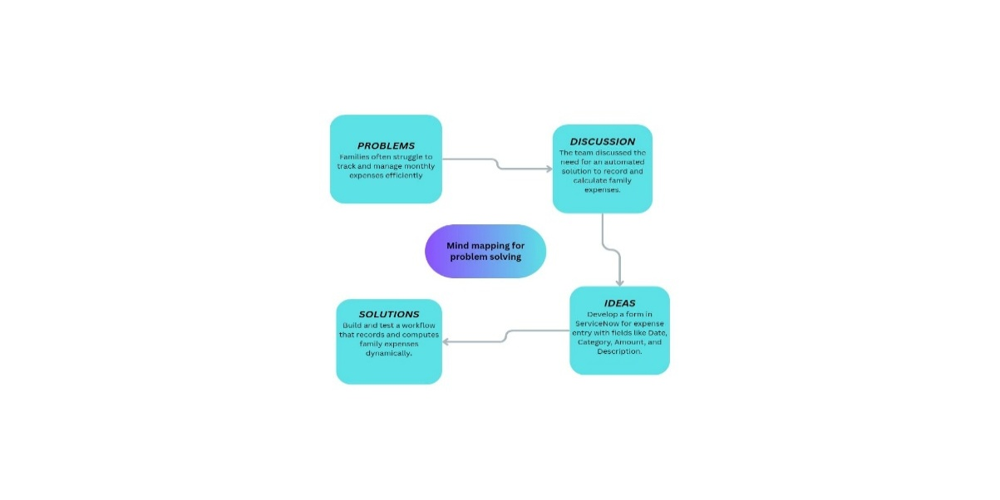 PROBLEMS
Families often struggle to
track and manage monthly
expenses efficiently
DISCUSSION
The team discussed the
need for an automated
solution to record and
calculate family
expenses.
Mind mapping for
problem solving
IDEAS
Develop a form in
ServiceNow for expense
entry with fields like Date,
Category, Amount, and
Description.
SOLUTIONS
Build and test a workflow
that records and computes
family expenses
dynamically.